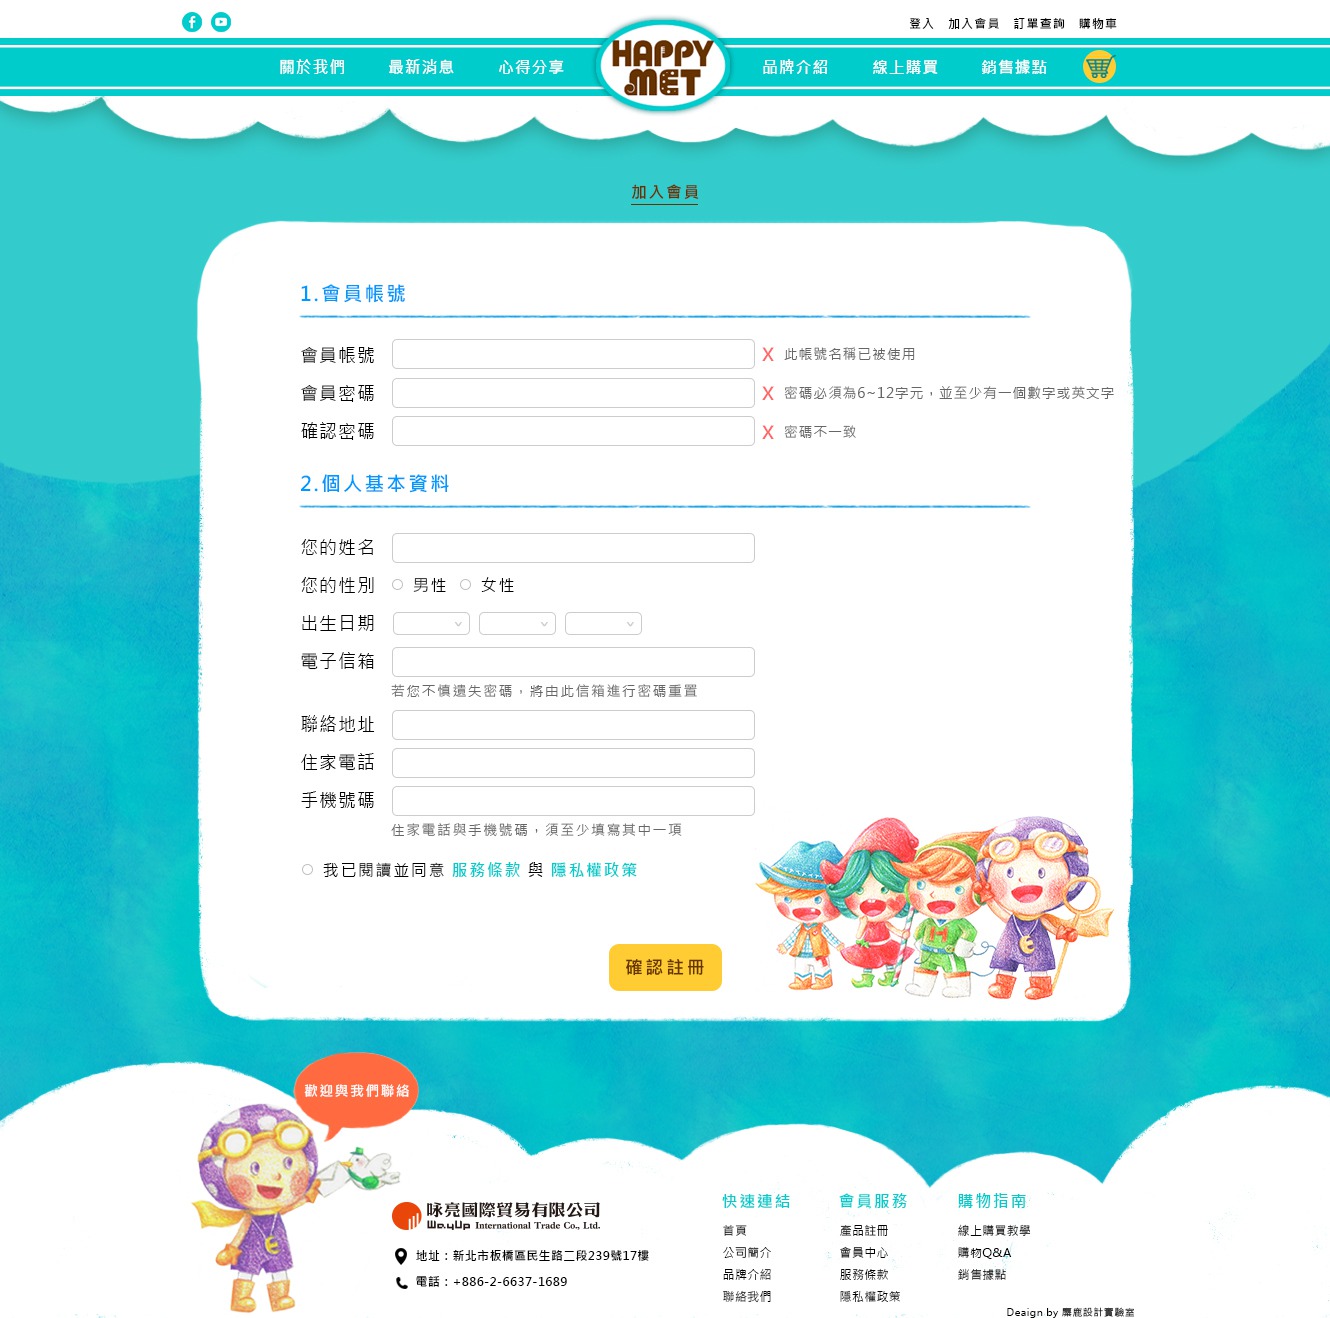 登入 加入會員 訂單查詢 購物車
關於我們 最新消息 心得分享 HAPPY MET 品牌介紹 線上購買 銷售據點
加入會員
1.會員帳號
會員帳號 X 此帳號名稱已被使用
會員密碼 X 密碼必須為6~12字元，並至少有一個數字或英文字
確認密碼 X 密碼不一致
2.個人基本資料
您的姓名
您的性別 男性 女性
出生日期
電子信箱
若您不慎遺失密碼，將由此信箱進行密碼重置
聯絡地址
住家電話
手機號碼
住家電話與手機號碼，須至少填寫其中一項
我已閱讀並同意 服務條款 與 隱私權政策
確認註冊
歡迎與我們聯絡
咏亮國際貿易有限公司
WayUp International Trade Co., Ltd.
地址：新北市板橋區民生路二段239號17樓
電話：+886-2-6637-1689
快速連結
首頁
公司簡介
品牌介紹
聯絡我們
會員服務
產品註冊
會員中心
服務條款
隱私權政策
購物指南
線上購買教學
購物Q&A
銷售據點
Deaign by 麋鹿設計實驗室